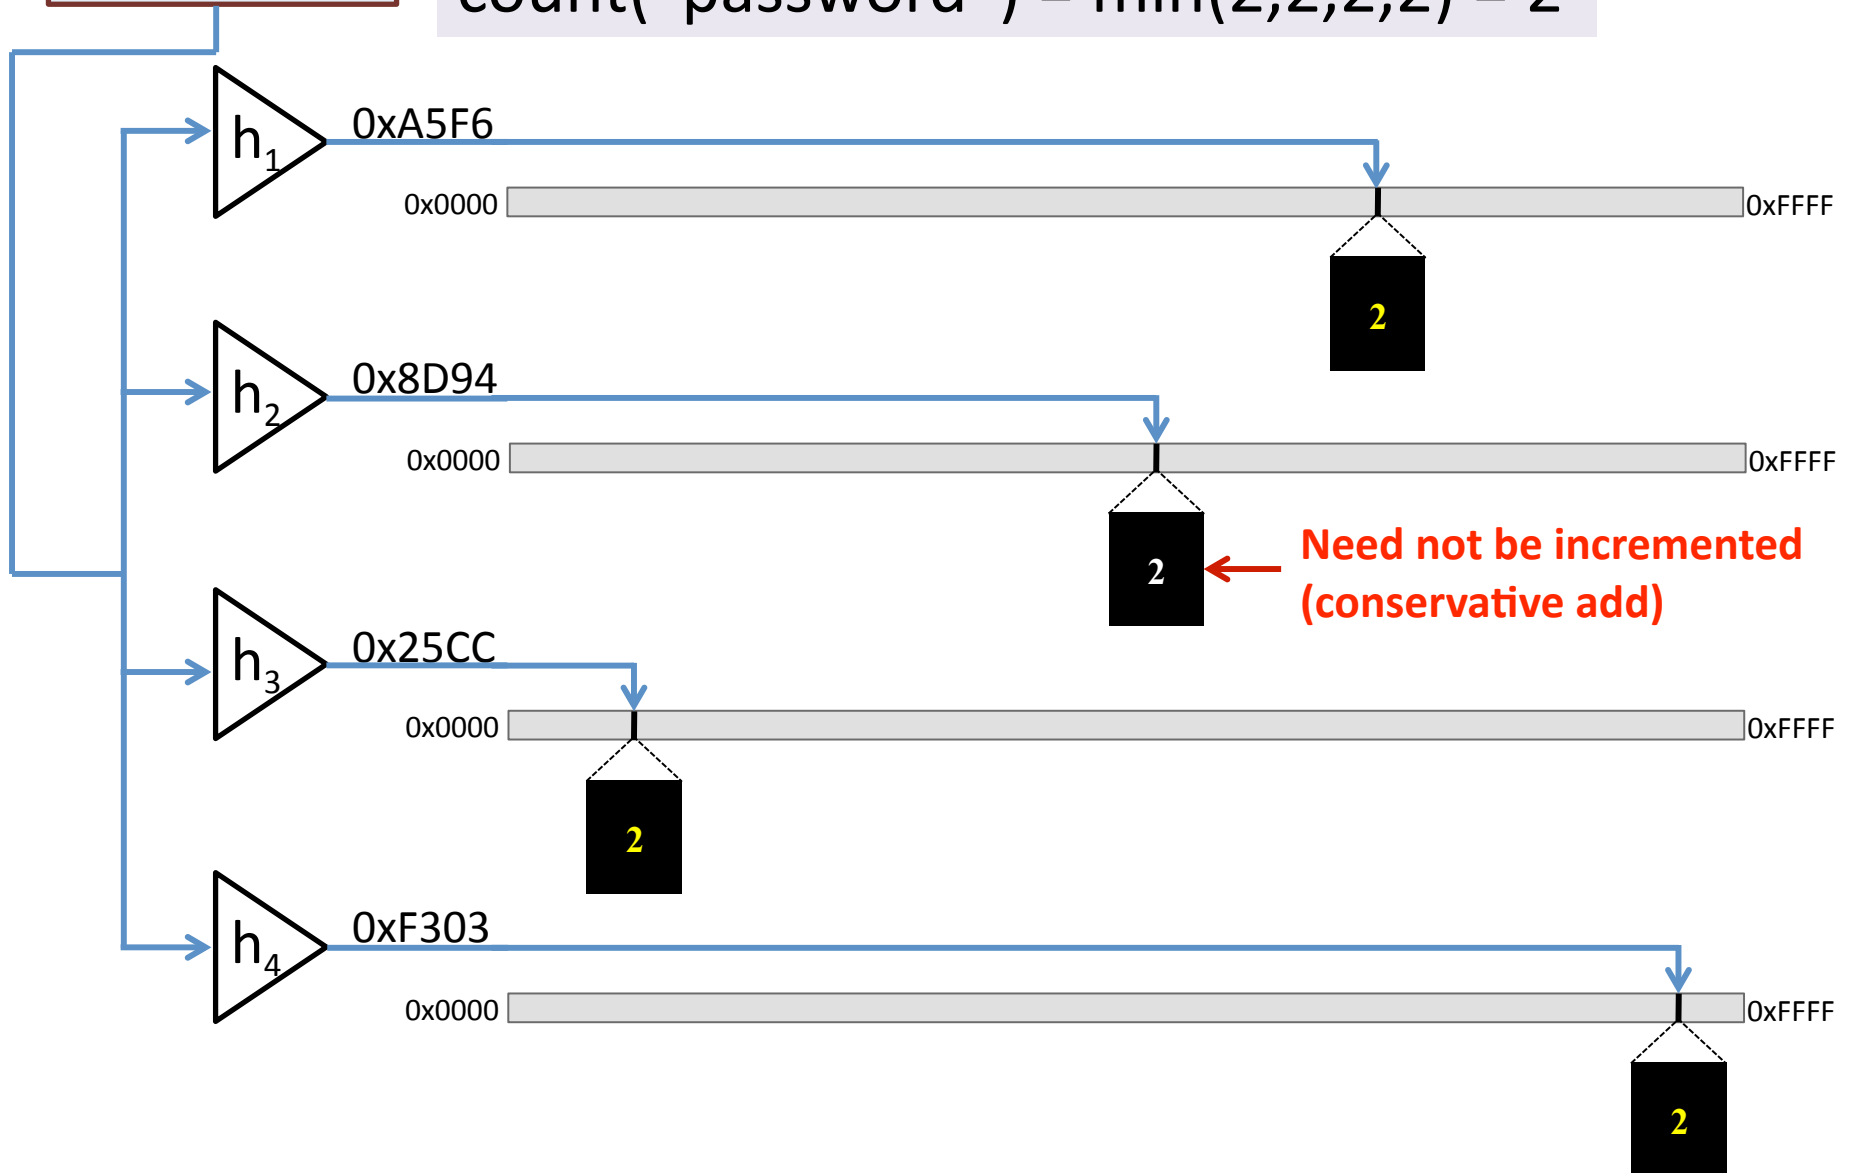 count("password") = min(2,2,2,2) = 2
h1
0xA5F6
0x0000
0xFFFF
2
h2
0x8D94
0x0000
0xFFFF
2
Need not be incremented
(conservative add)
h3
0x25CC
0x0000
0xFFFF
2
h4
0xF303
0x0000
0xFFFF
2